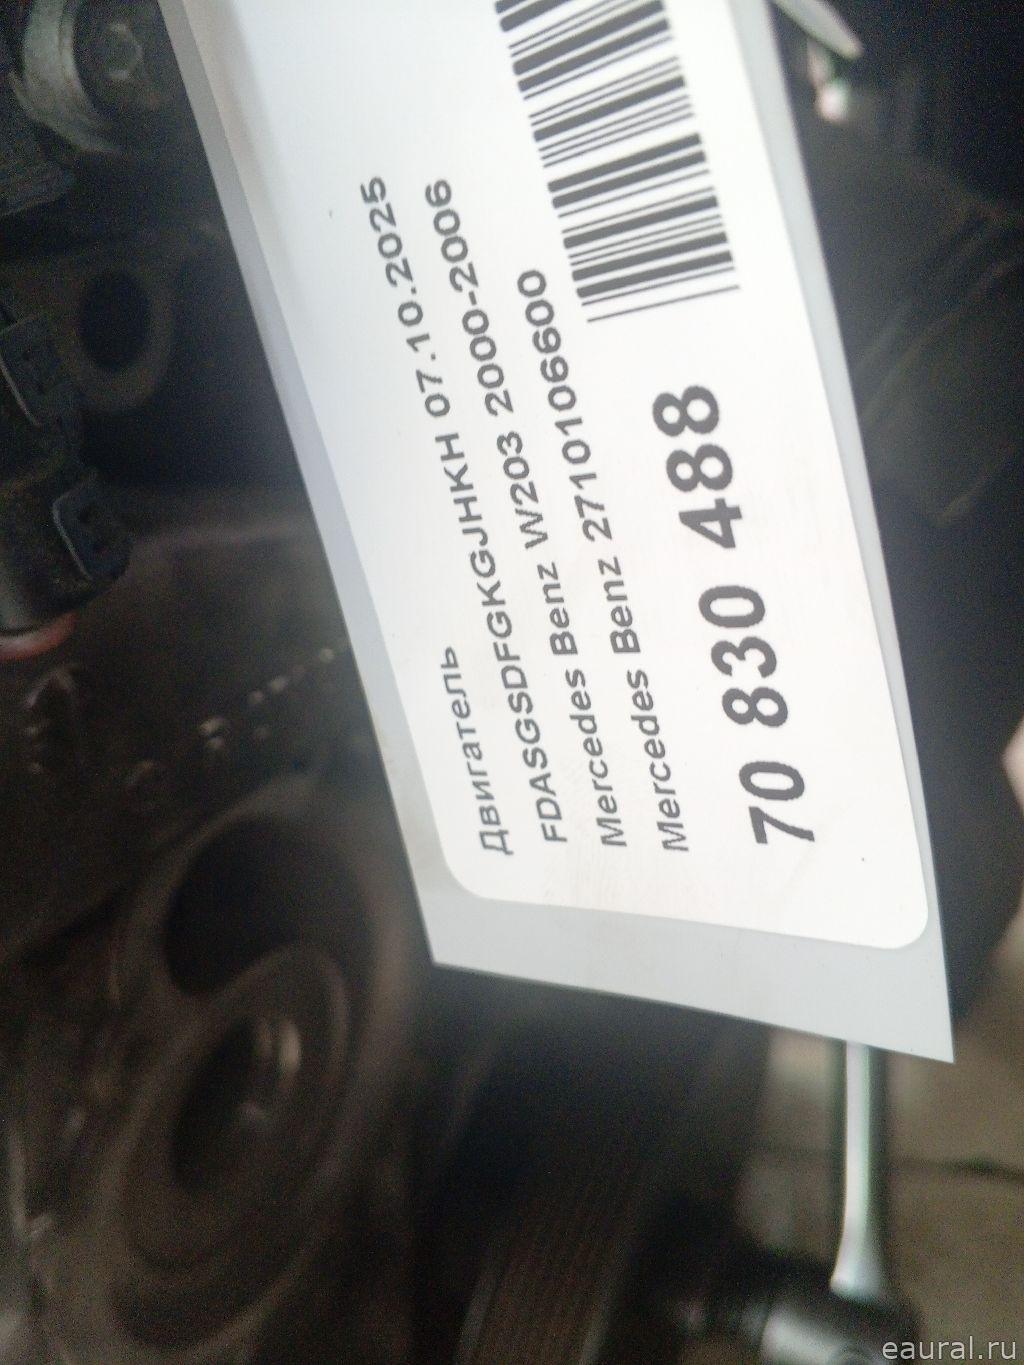 Двигатель
FDASGSDFGKGJHKH 07.10.2025
Mercedes Benz W203 2000-2006
Mercedes Benz 2710106600
70 830 488
eaural.ru